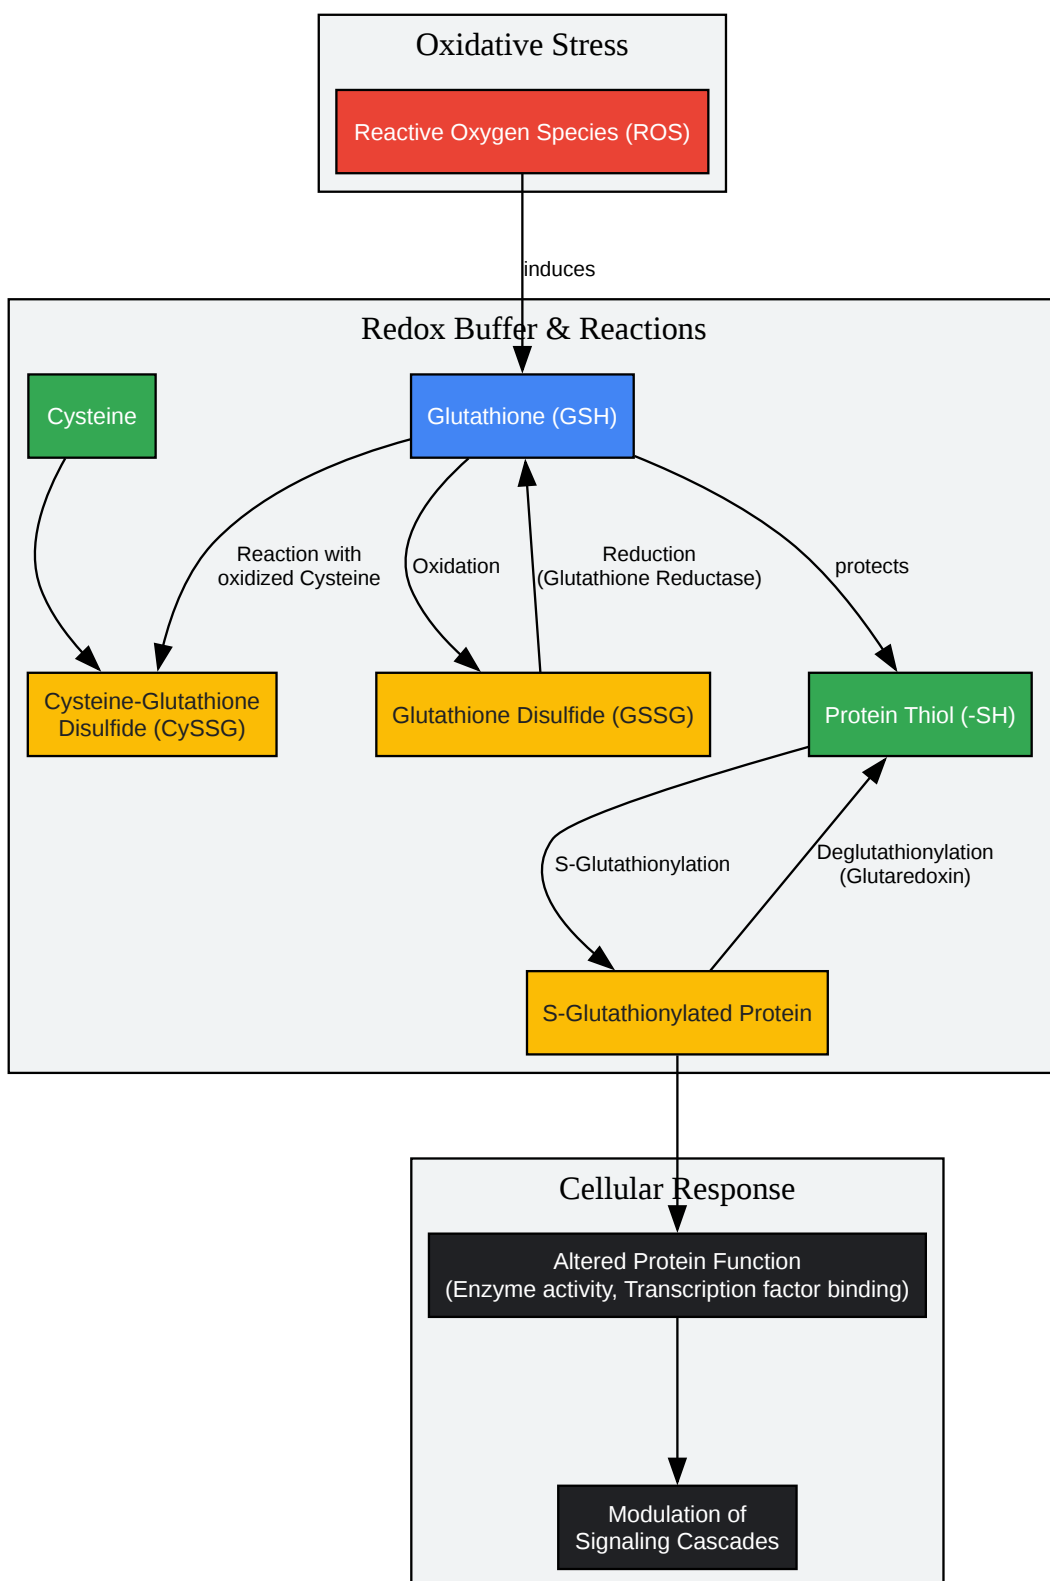 Oxidative Stress
Reactive Oxygen Species (ROS)
induces
Redox Buffer & Reactions
Cysteine
Glutathione (GSH)
Reaction with
oxidized Cysteine
Oxidation
Reduction
(Glutathione Reductase)
protects
Cysteine-Glutathione
Disulfide (CySSG)
Glutathione Disulfide (GSSG)
Protein Thiol (-SH)
S-Glutathionylation
Deglutathionylation
(Glutaredoxin)
S-Glutathionylated Protein
Cellular Response
Altered Protein Function
(Enzyme activity, Transcription factor binding)
Modulation of
Signaling Cascades